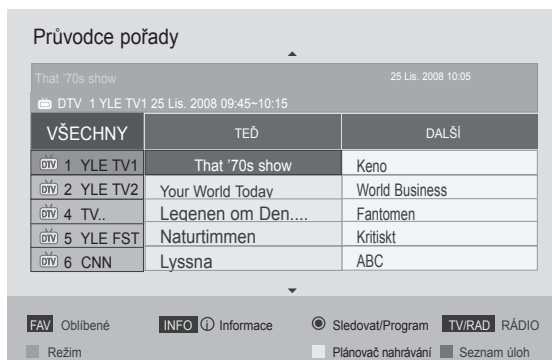 Průvodce pořady
That '70s show 25 Lis. 2008 10:05
DTV 1 YLE TV1 25 Lis. 2008 09:45~10:15
VŠECHNY TEĎ DALŠÍ
DTV 1 YLE TV1 That '70s show Keno
DTV 2 YLE TV2 Your World Today World Business
DTV 4 TV.. Legenen om Den.... Fantomen
DTV 5 YLE FST Naturtimmen Kritiskt
DTV 6 CNN Lyssna ABC
FAV Oblíbené INFO i Informace Sledovat/Program TV/RAD RÁDIO
Režim Plánovač nahrávání Seznam úloh